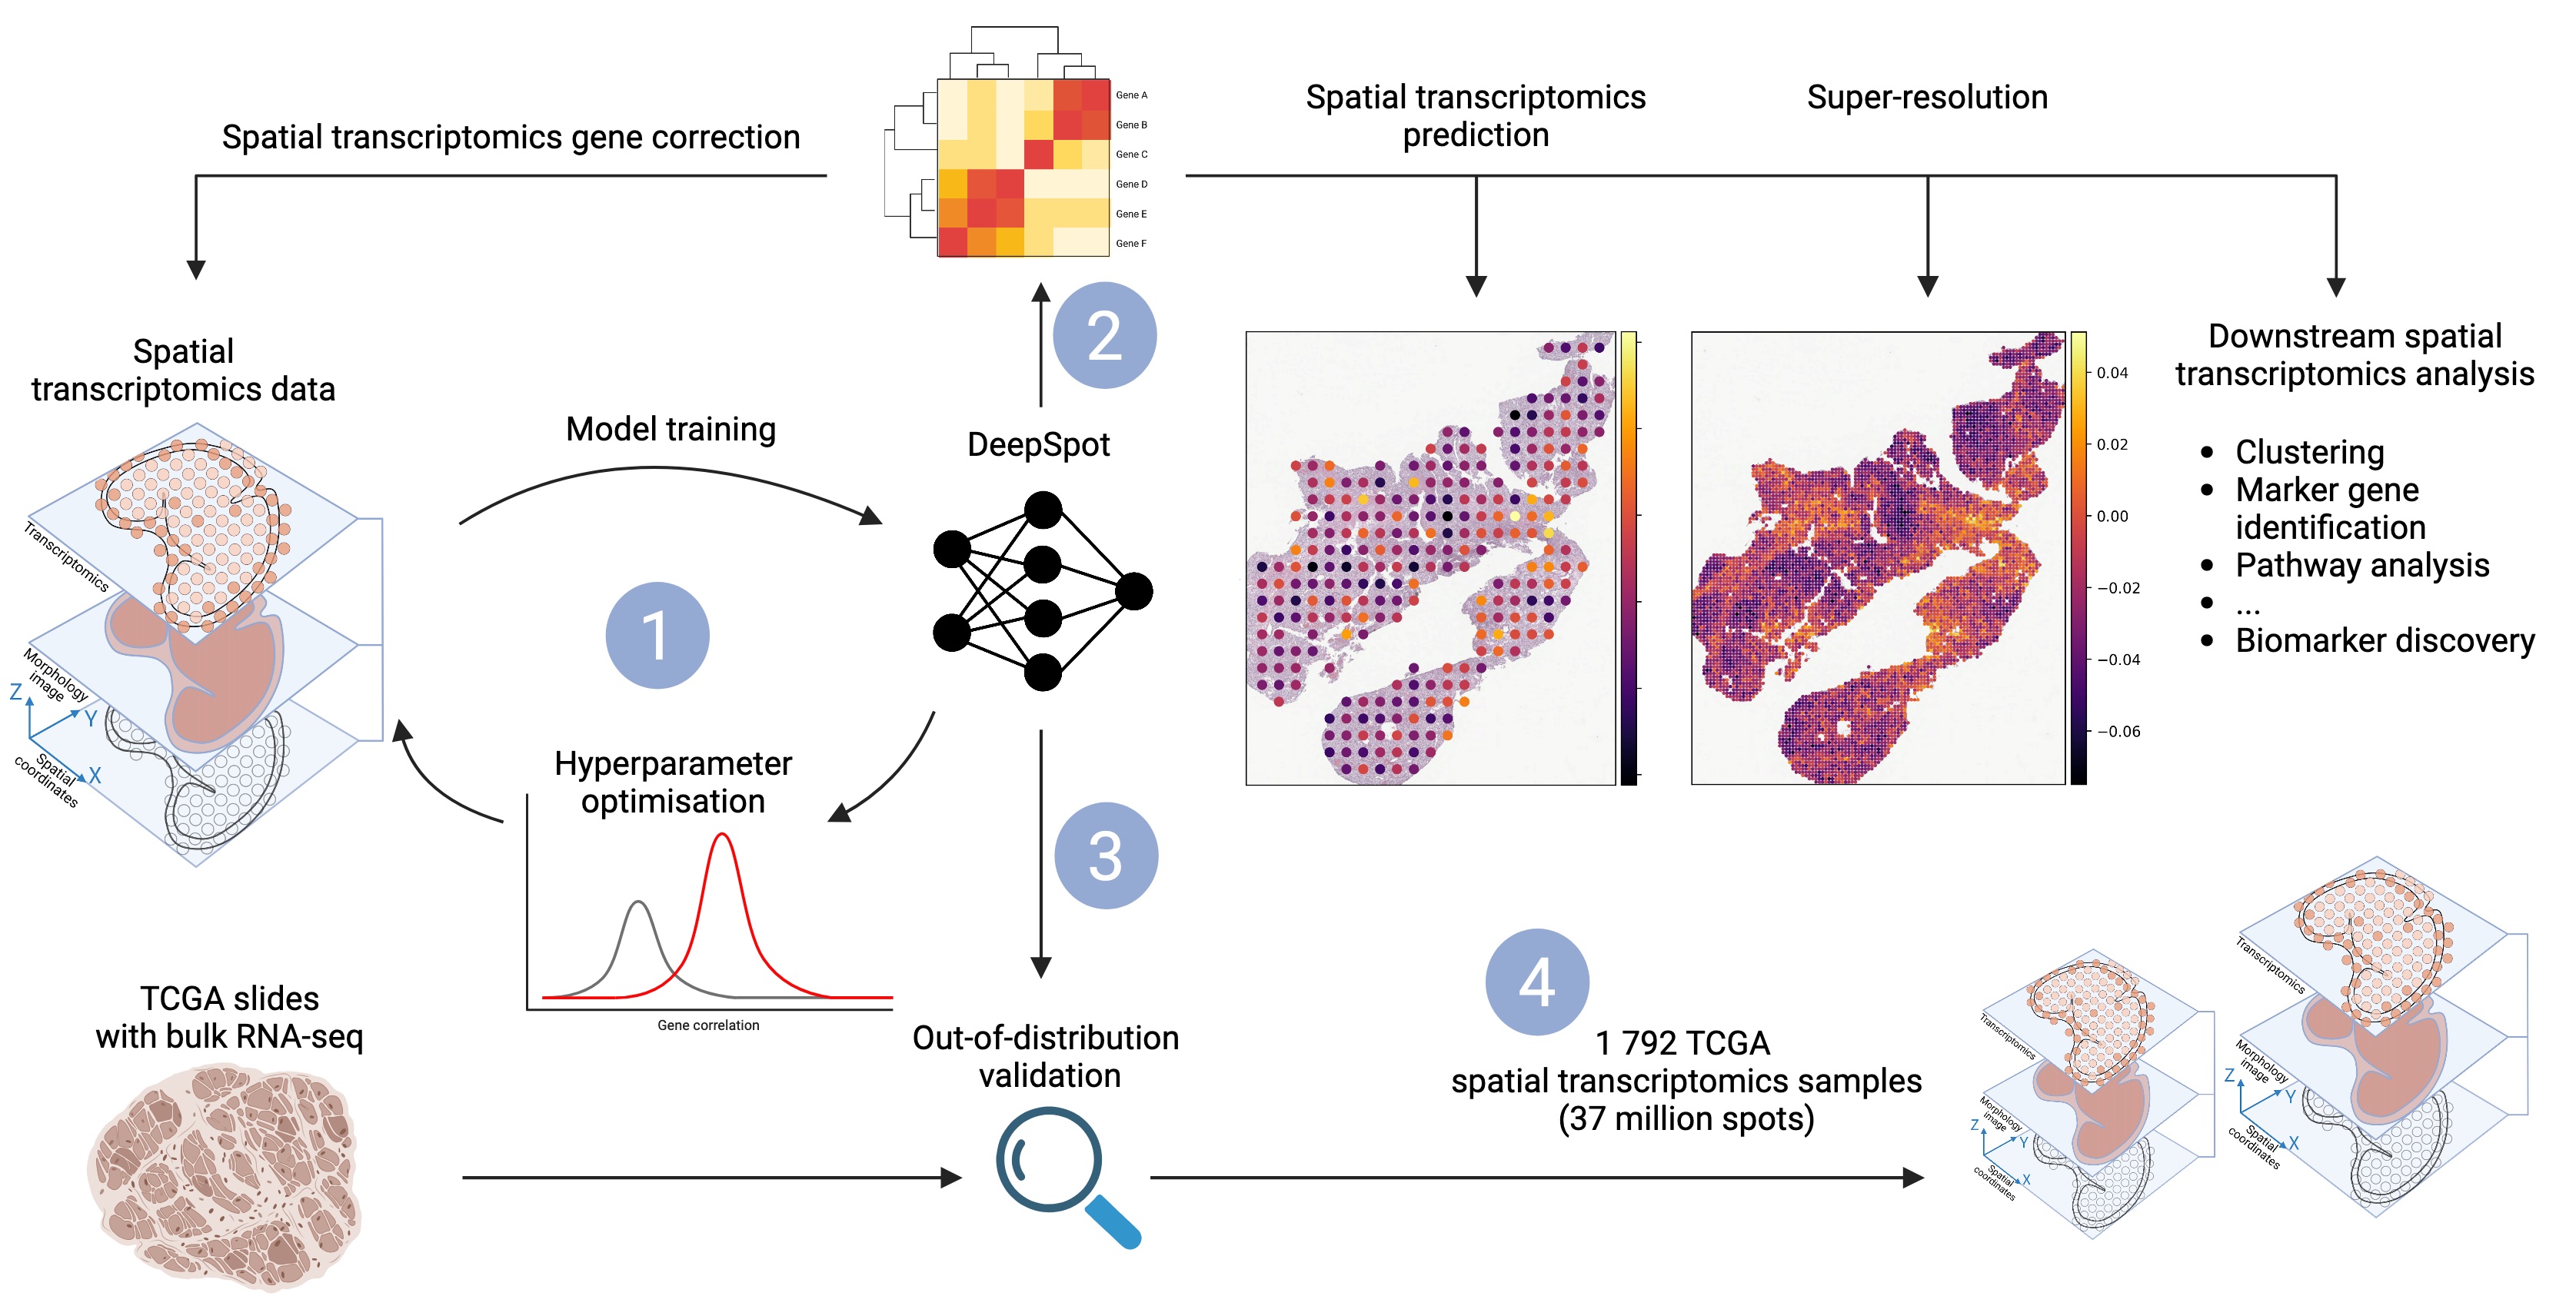 Spatial transcriptomics gene correction
Gene A
Gene B
Gene C
Gene D
Gene E
Gene F
Spatial transcriptomics
prediction
Super-resolution
Spatial
transcriptomics data
Transcriptomics
Morphology
image
Z
Y
X
Spatial
coordinates
Model training
1
DeepSpot
2
3
Hyperparameter
optimisation
Gene correlation
0.04
0.02
0.00
−0.02
−0.04
−0.06
Downstream spatial
transcriptomics analysis
• Clustering
• Marker gene
identification
• Pathway analysis
• ...
• Biomarker discovery
TCGA slides
with bulk RNA-seq
Out-of-distribution
validation
4
1 792 TCGA
spatial transcriptomics samples
(37 million spots)
Transcriptomics
Morphology
image
Z
Y
X
Spatial
coordinates
Transcriptomics
Morphology
image
Z
Y
X
Spatial
coordinates